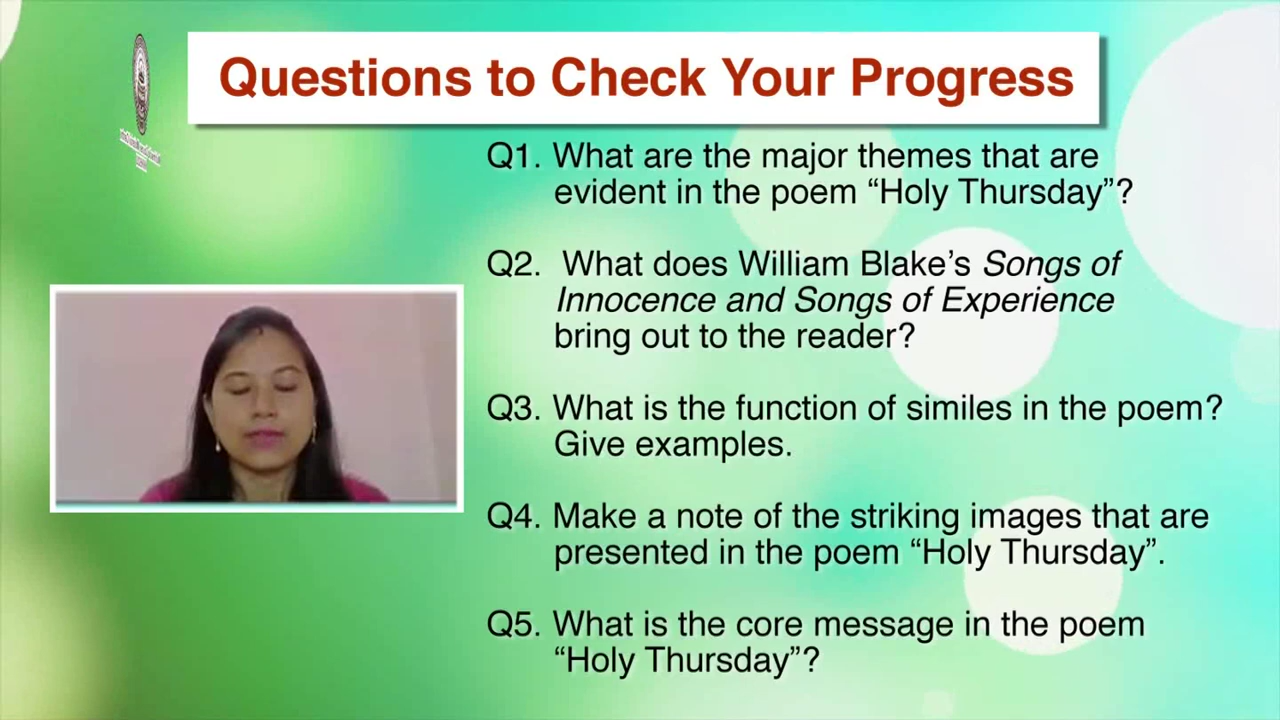 Questions to Check Your Progress
Q1. What are the major themes that are
evident in the poem “Holy Thursday”?
Q2. What does William Blake’s Songs of
Innocence and Songs of Experience
bring out to the reader?
Q3. What is the function of similes in the poem?
Give examples.
Q4. Make a note of the striking images that are
presented in the poem “Holy Thursday”.
Q5. What is the core message in the poem
“Holy Thursday”?